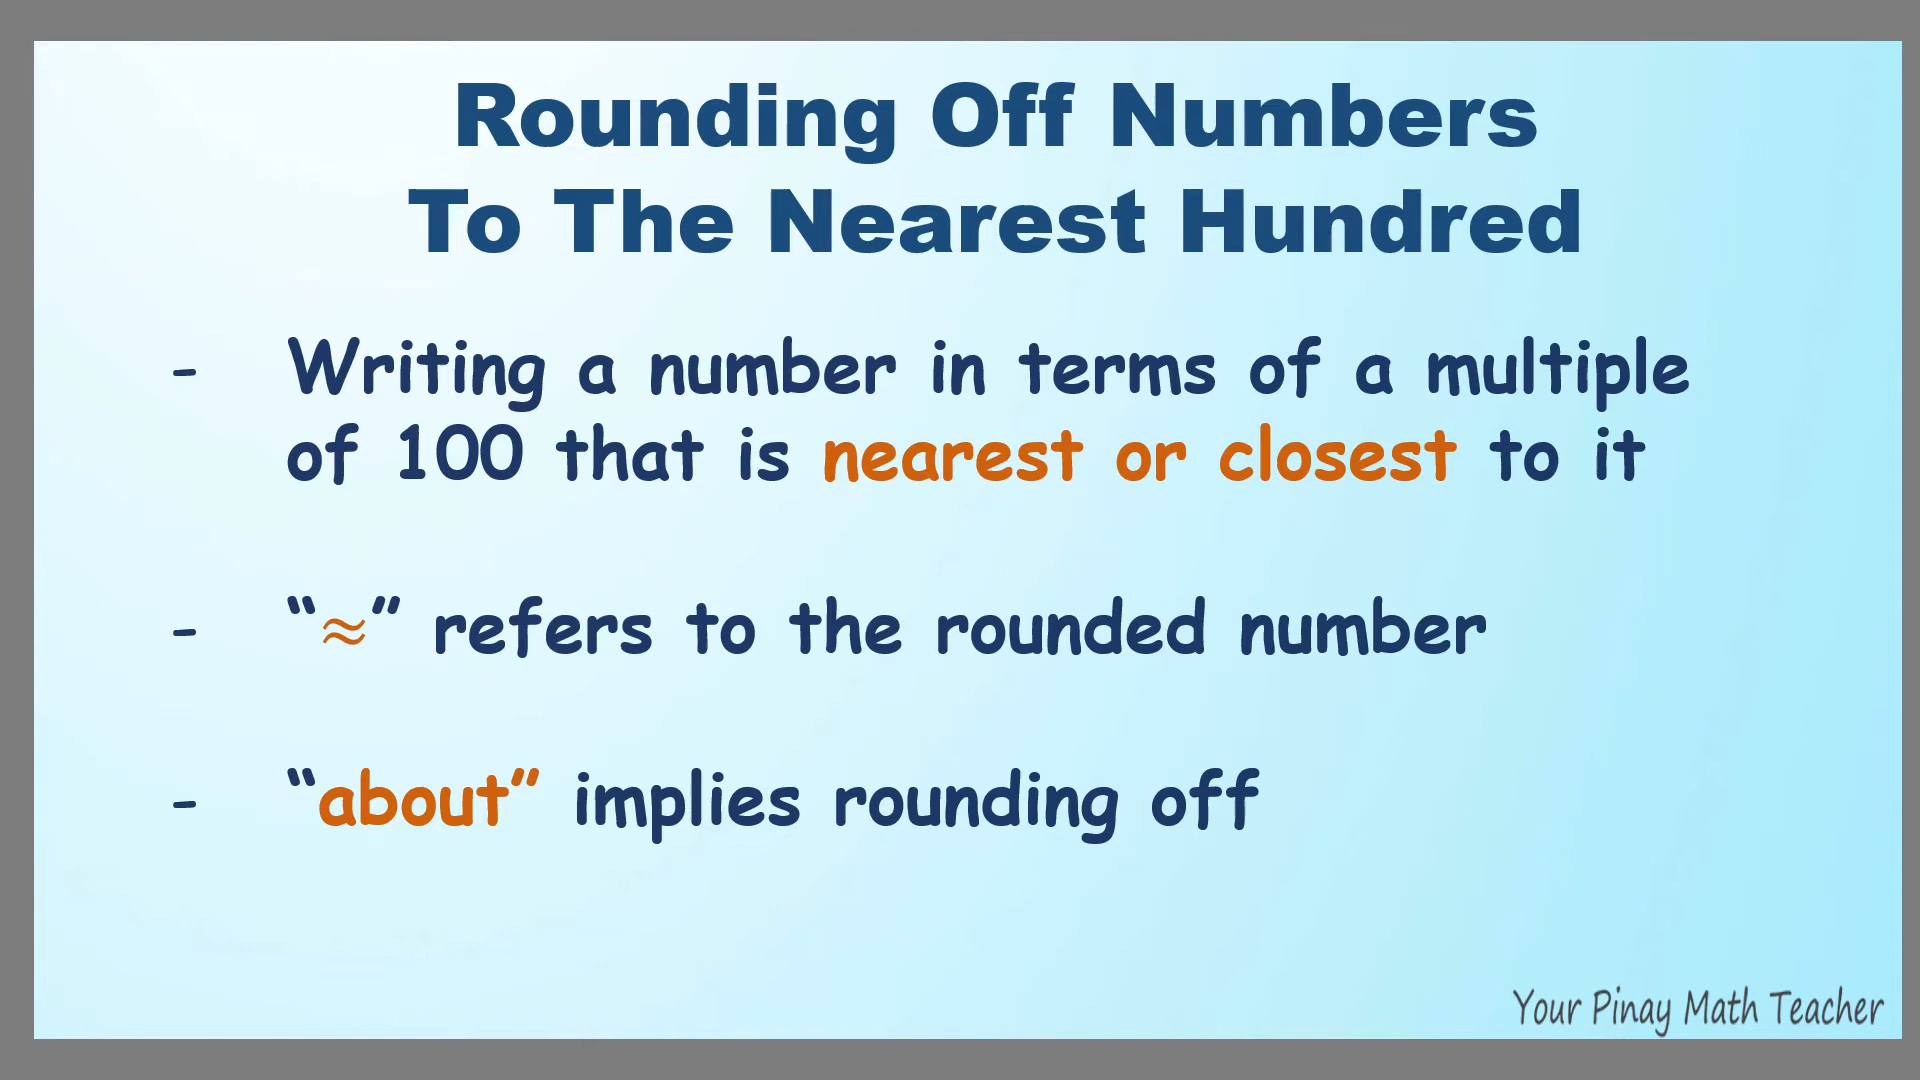 Rounding Off Numbers
To The Nearest Hundred
- Writing a number in terms of a multiple
of 100 that is nearest or closest to it
- “≈” refers to the rounded number
- “about” implies rounding off
Your Pinay Math Teacher